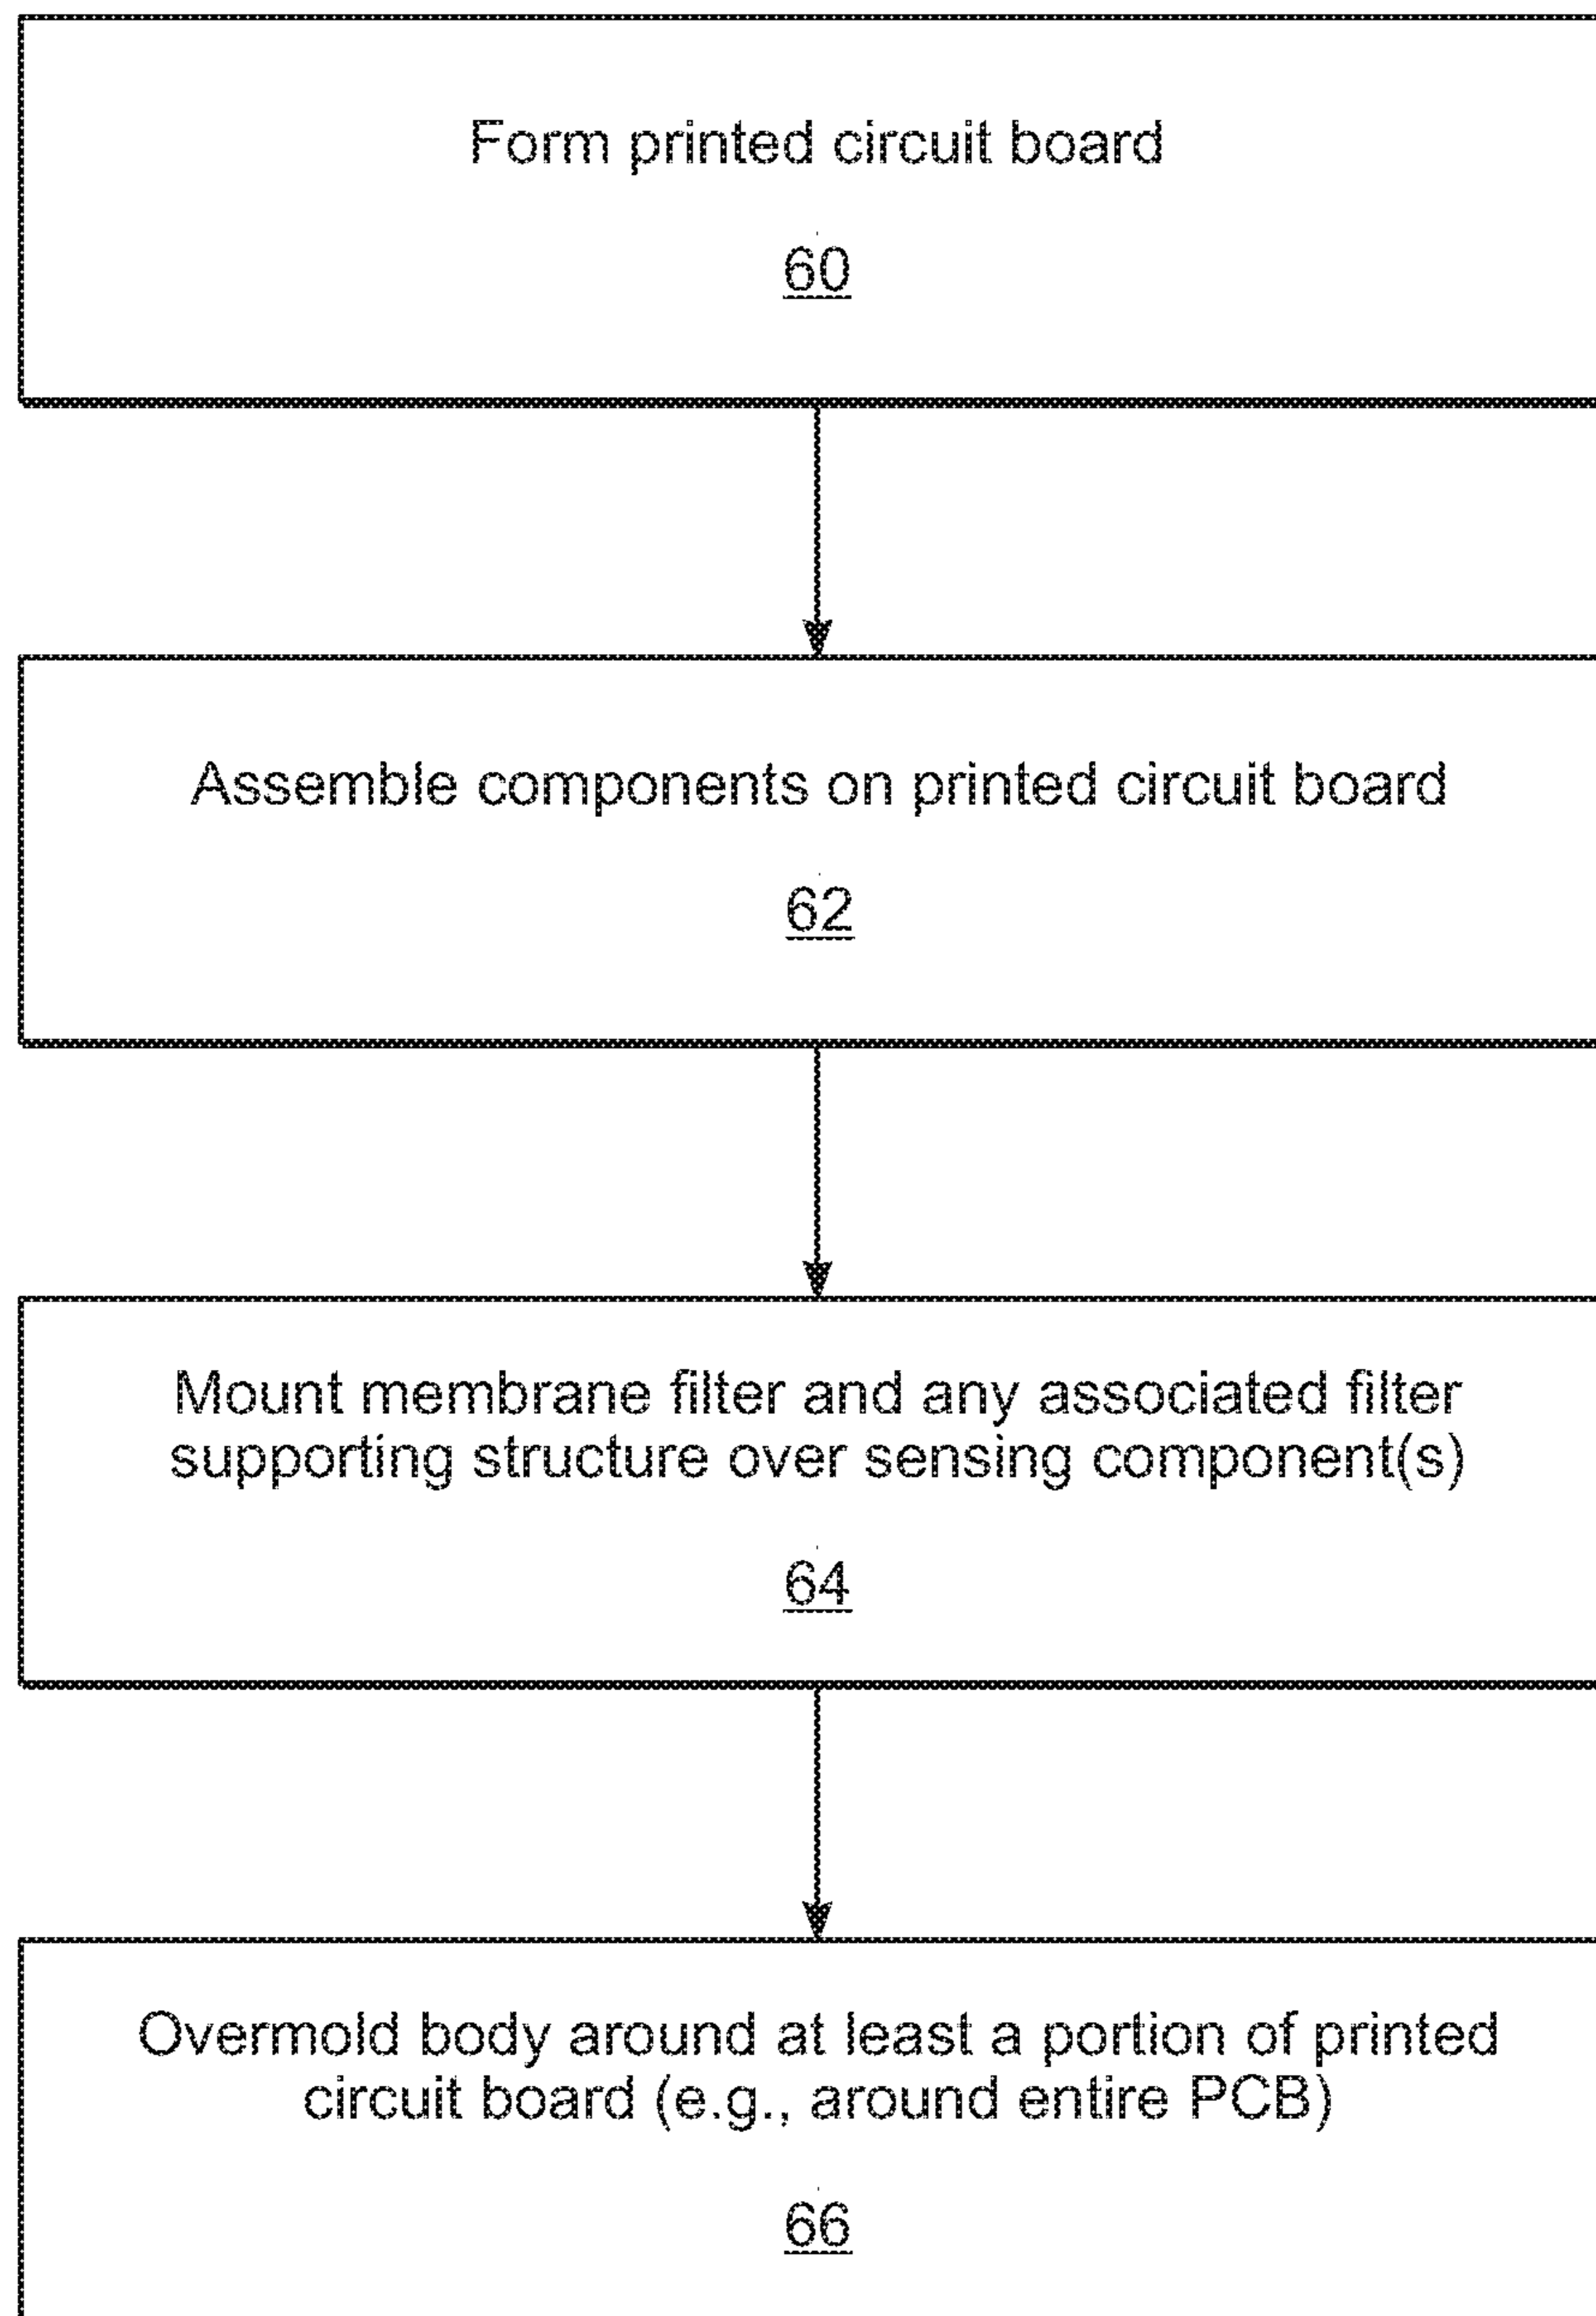 Form printed circuit board
60
Assemble components on printed circuit board
62
Mount membrane filter and any associated filter
supporting structure over sensing component(s)
64
Overmold body around at least a portion of printed
circuit board (e.g., around entire PCB)
66